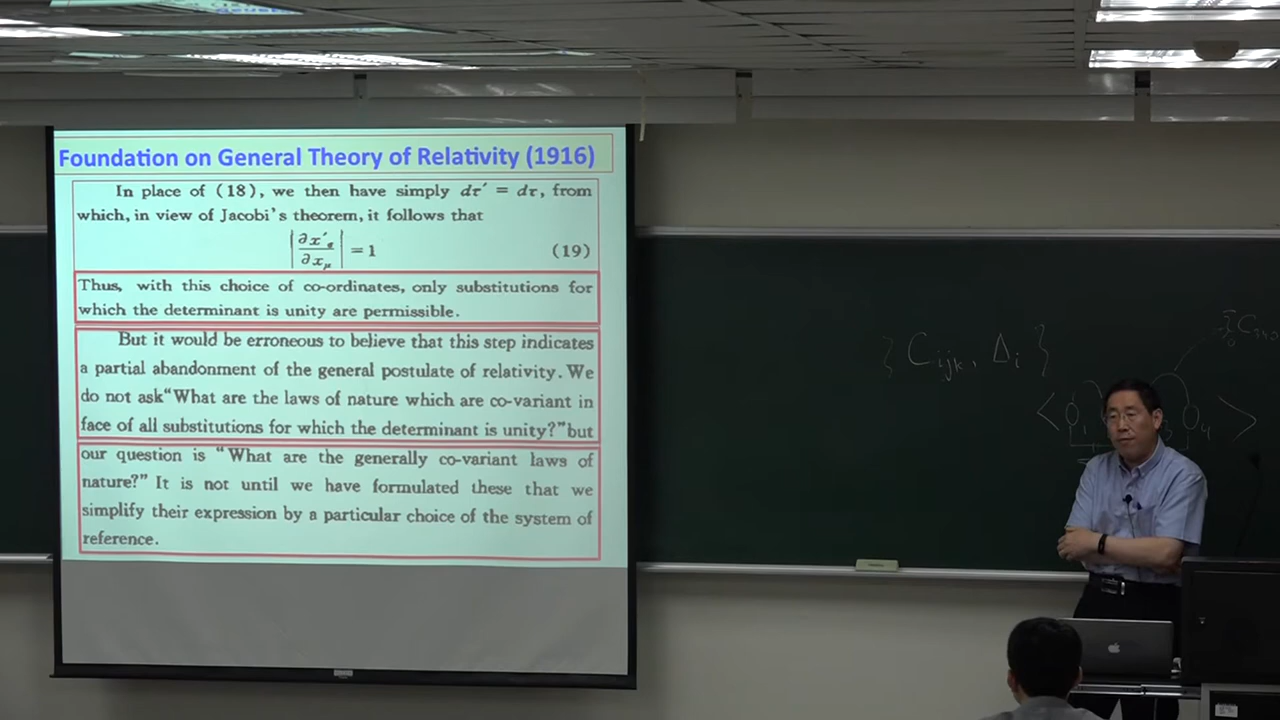 Foundation on General Theory of Relativity (1916)
In place of (18), we then have simply dτ′ = dτ, from
which, in view of Jacobi's theorem, it follows that
|∂x′σ/∂xμ| = 1 (19)
Thus, with this choice of co-ordinates, only substitutions for
which the determinant is unity are permissible.
But it would be erroneous to believe that this step indicates
a partial abandonment of the general postulate of relativity. We
do not ask "What are the laws of nature which are co-variant in
face of all substitutions for which the determinant is unity?" but
our question is "What are the generally co-variant laws of
nature?" It is not until we have formulated these that we
simplify their expression by a particular choice of the system of
reference.
{ Cijk, Δi }